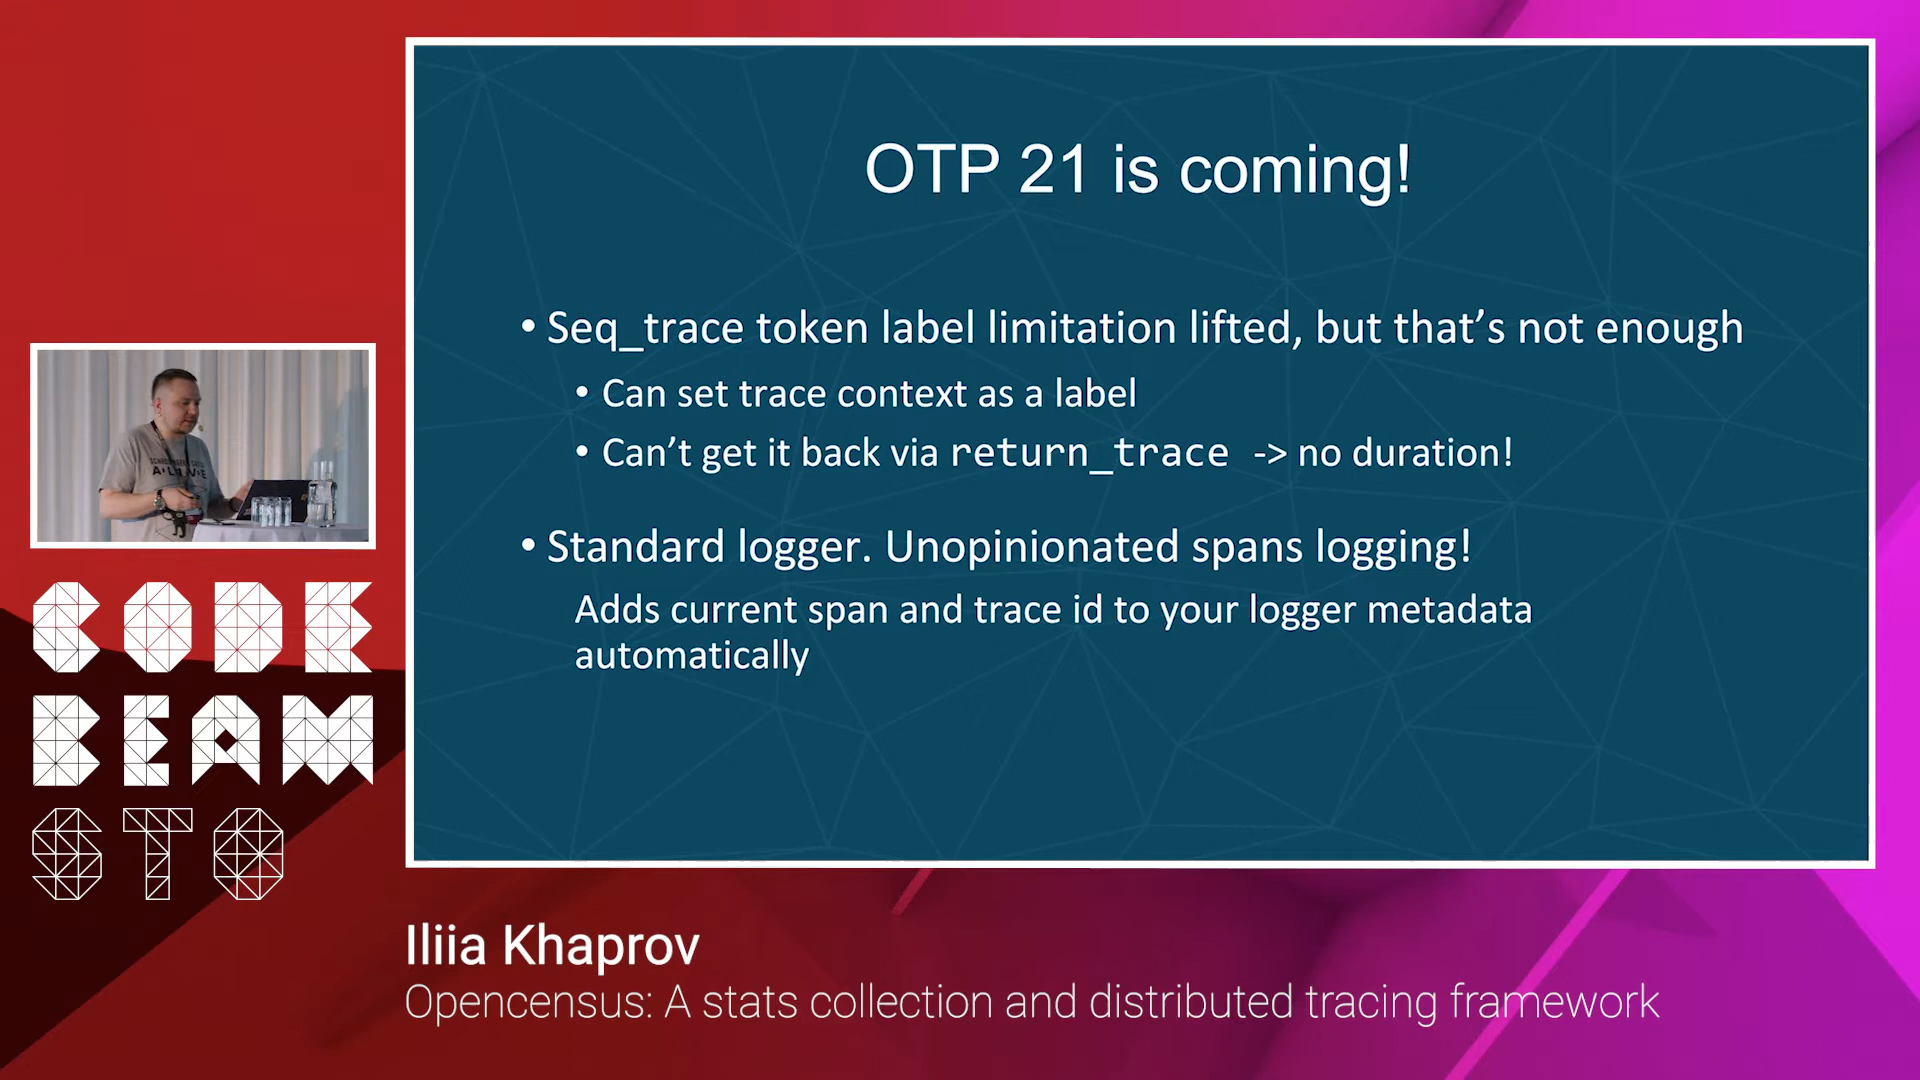 OTP 21 is coming!
• Seq_trace token label limitation lifted, but that’s not enough
• Can set trace context as a label
• Can’t get it back via return_trace -> no duration!
• Standard logger. Unopinionated spans logging!
Adds current span and trace id to your logger metadata
automatically
ALIVE
CODE
BEAM
STO
Iliia Khaprov
Opencensus: A stats collection and distributed tracing framework